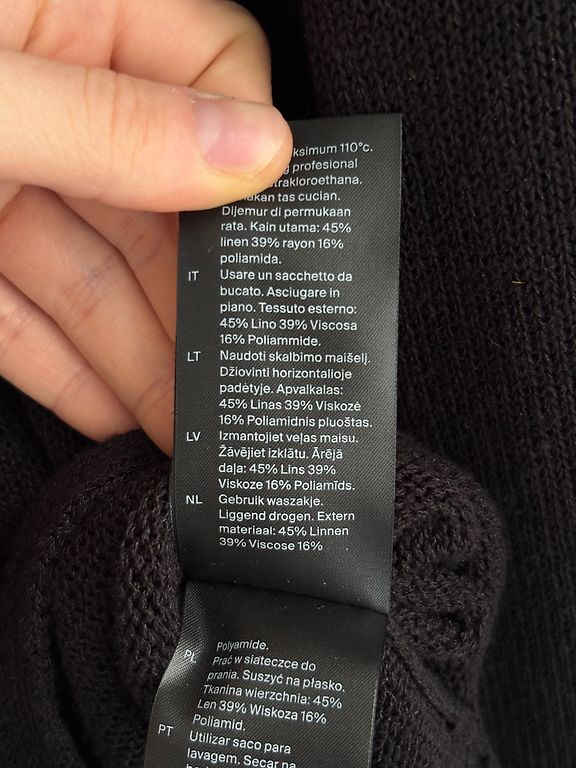 ksimum 110°c.
profesional
trakloroethana.
akan tas cucian.
Dijemur di permukaan
rata. Kain utama: 45%
linen 39% rayon 16%
poliamida.
IT Usare un sacchetto da
bucato. Asciugare in
piano. Tessuto esterno:
45% Lino 39% Viscosa
16% Poliammide.
LT Naudoti skalbimo maišelį.
Džiovinti horizontalioje
padėtyje. Apvalkalas:
45% Linas 39% Viskozė
16% Poliamidinis pluoštas.
LV Izmantojiet veļas maisu.
Žāvējiet izklātu. Ārējā
daļa: 45% Lins 39%
Viskoze 16% Poliamīds.
NL Gebruik waszakje.
Liggend drogen. Extern
materiaal: 45% Linnen
39% Viscose 16%
Polyamide.
PL Prać w siateczce do
prania. Suszyć na płasko.
Tkanina wierzchnia: 45%
Len 39% Wiskoza 16%
Poliamid.
PT Utilizar saco para
lavagem. Secar na